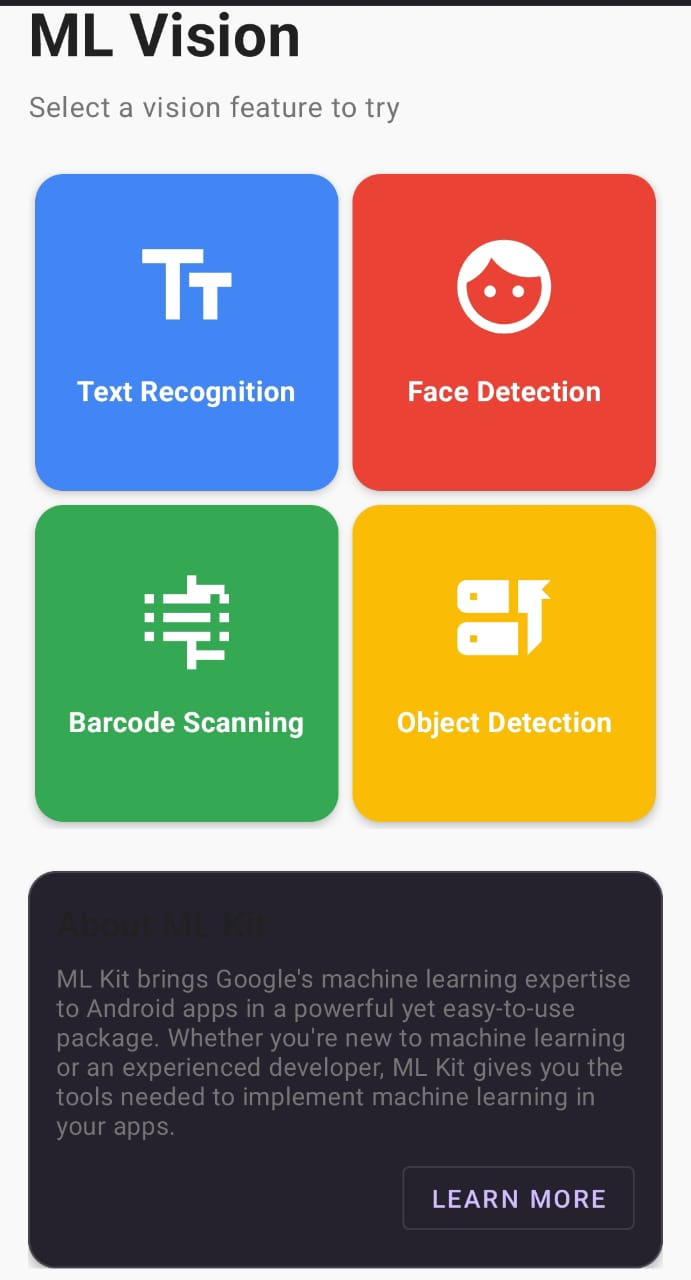 ML Vision
Select a vision feature to try
Text Recognition
Face Detection
Barcode Scanning
Object Detection
About ML Kit
ML Kit brings Google's machine learning expertise
to Android apps in a powerful yet easy-to-use
package. Whether you're new to machine learning
or an experienced developer, ML Kit gives you the
tools needed to implement machine learning in
your apps.
LEARN MORE